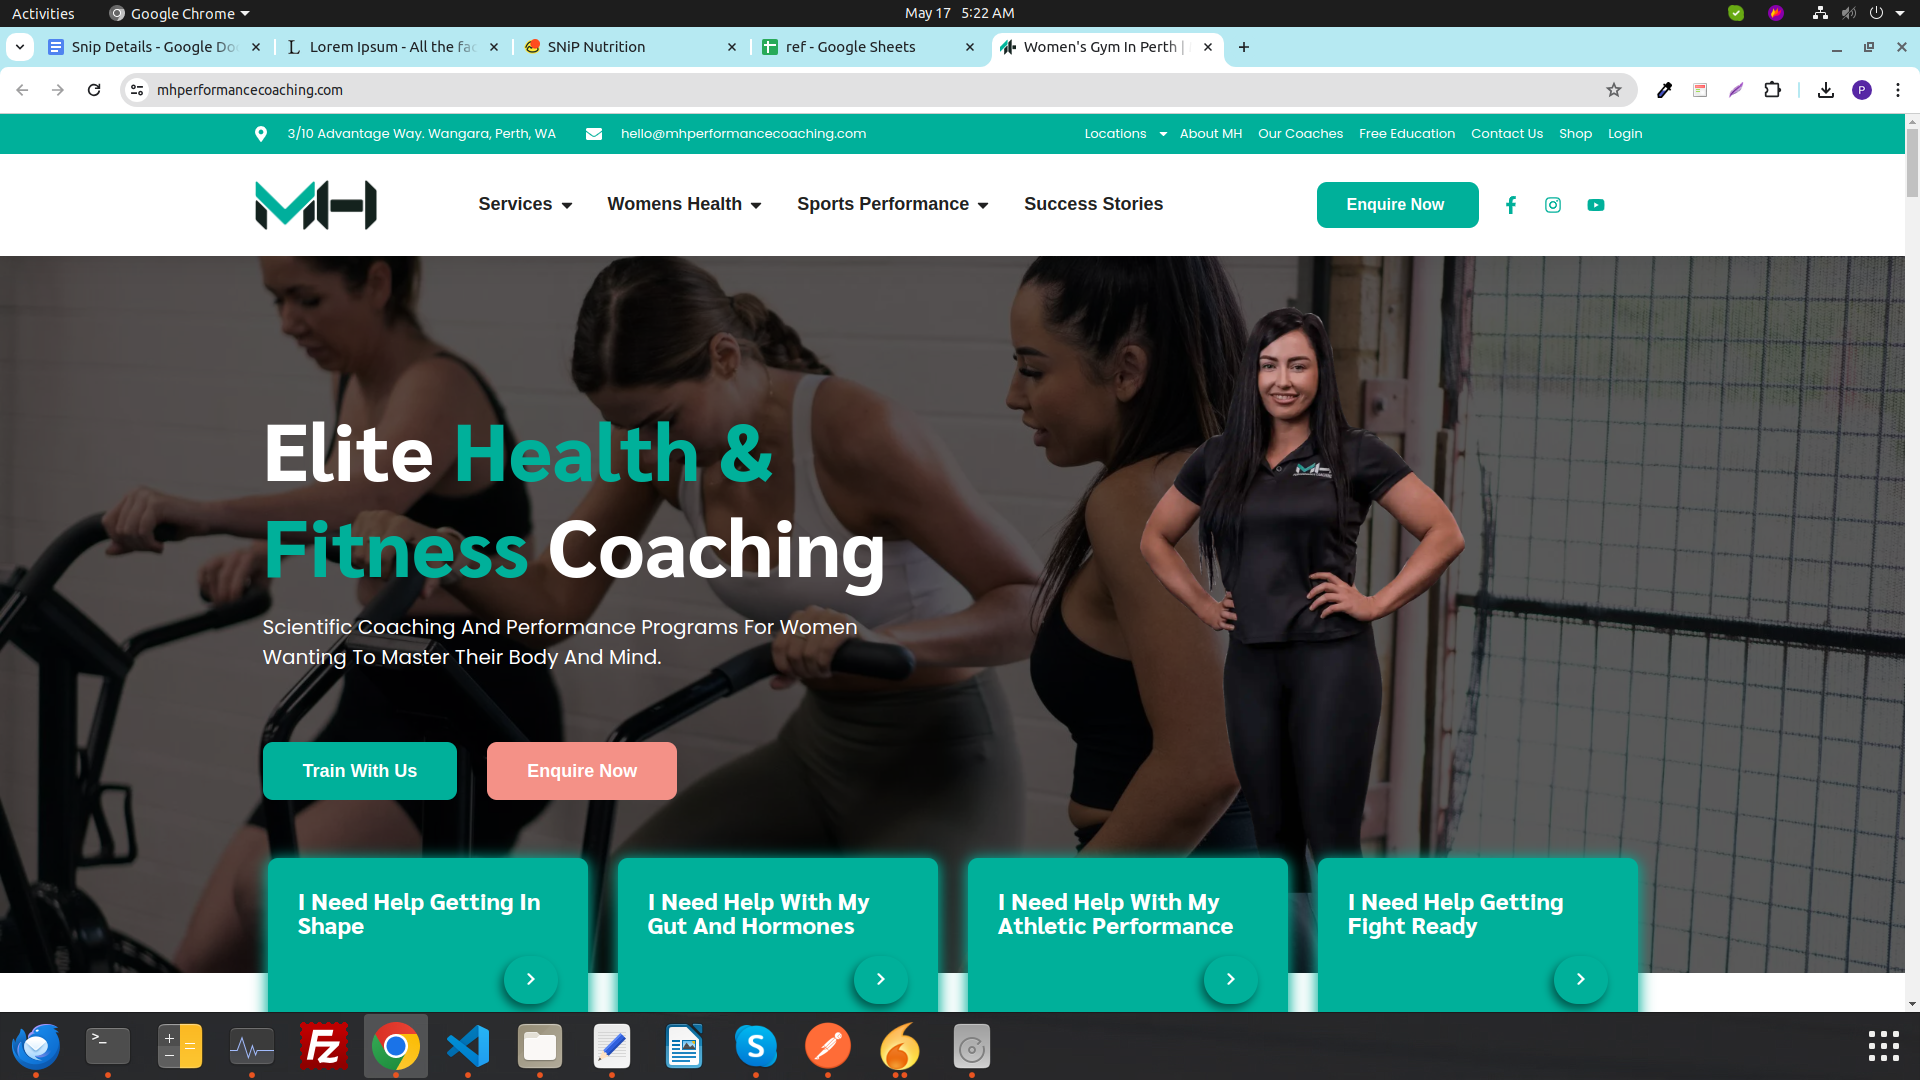 Activities Google Chrome May 17 5:22 AM
Snip Details - Google Do Lorem Ipsum - All the fac SNiP Nutrition ref - Google Sheets Women's Gym In Perth |
mhperformancecoaching.com P
3/10 Advantage Way. Wangara, Perth, WA hello@mhperformancecoaching.com Locations About MH Our Coaches Free Education Contact Us Shop Login
MH Services Womens Health Sports Performance Success Stories Enquire Now
Elite Health &
Fitness Coaching
Scientific Coaching And Performance Programs For Women
Wanting To Master Their Body And Mind.
Train With Us Enquire Now
I Need Help Getting In
Shape
I Need Help With My
Gut And Hormones
I Need Help With My
Athletic Performance
I Need Help Getting
Fight Ready